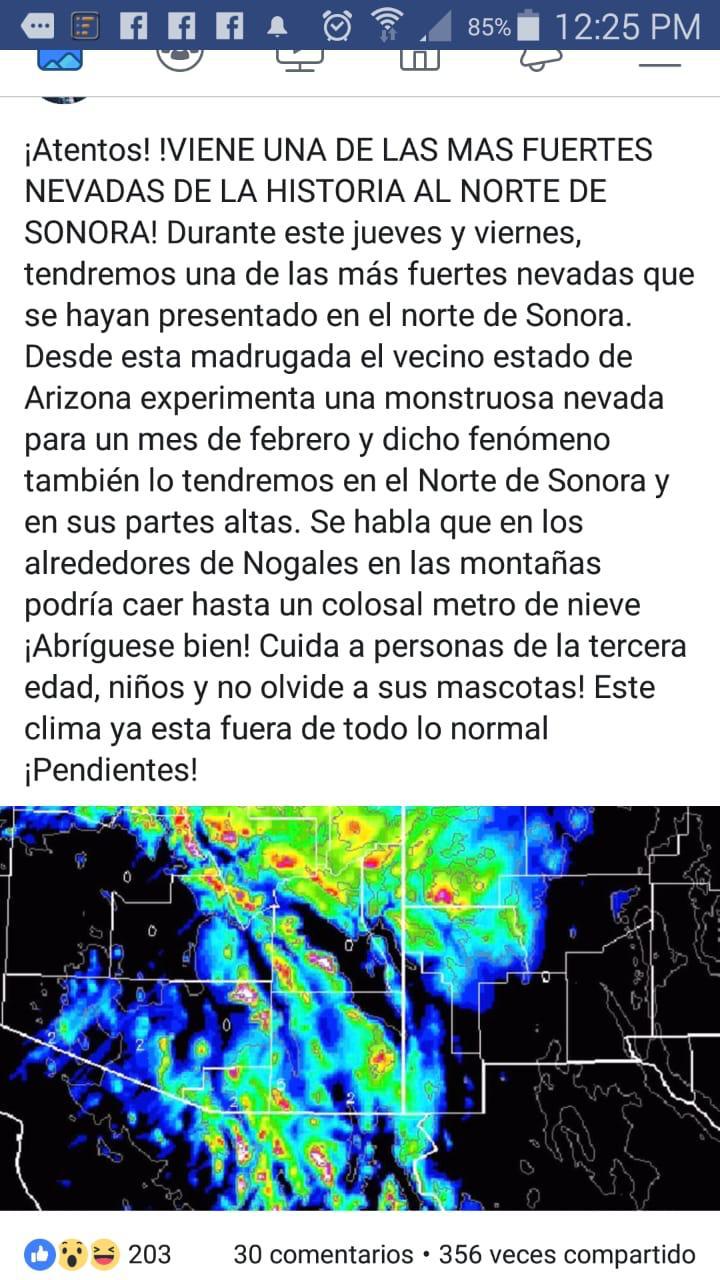 85% 12:25 PM
¡Atentos! !VIENE UNA DE LAS MAS FUERTES
NEVADAS DE LA HISTORIA AL NORTE DE
SONORA! Durante este jueves y viernes,
tendremos una de las más fuertes nevadas que
se hayan presentado en el norte de Sonora.
Desde esta madrugada el vecino estado de
Arizona experimenta una monstruosa nevada
para un mes de febrero y dicho fenómeno
también lo tendremos en el Norte de Sonora y
en sus partes altas. Se habla que en los
alrededores de Nogales en las montañas
podría caer hasta un colosal metro de nieve
¡Abríguese bien! Cuida a personas de la tercera
edad, niños y no olvide a sus mascotas! Este
clima ya esta fuera de todo lo normal
¡Pendientes!
0
0
0
0
0
2
2
2
2
203 30 comentarios • 356 veces compartido